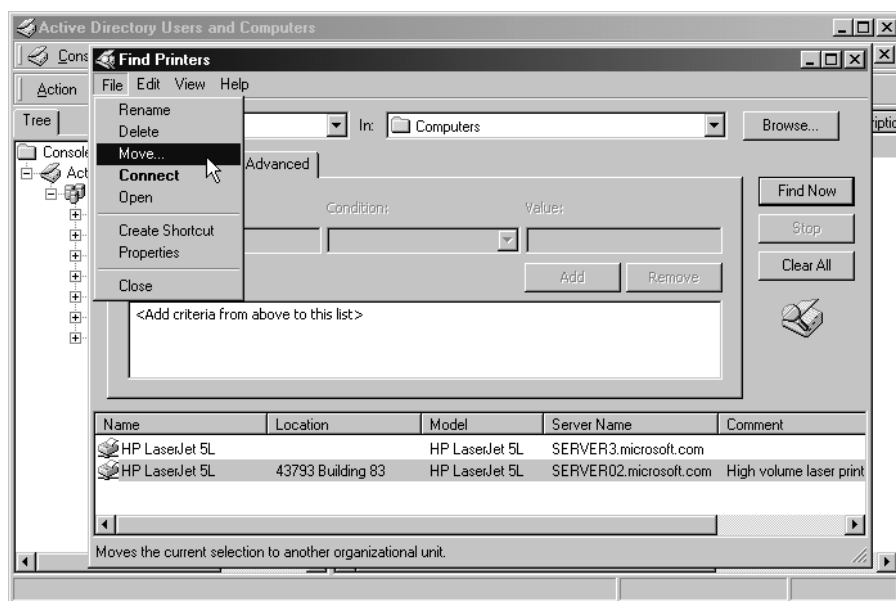 Active Directory Users and Computers
Find Printers
File Edit View Help
Action
Tree
Rename
Delete
Move...
Connect
Open
Create Shortcut
Properties
Close
In: Computers
Browse...
Advanced
Condition: Value:
Add Remove
Find Now
Stop
Clear All
<Add criteria from above to this list>
Name Location Model Server Name Comment
HP LaserJet 5L HP LaserJet 5L SERVER3.microsoft.com
HP LaserJet 5L 43793 Building 83 HP LaserJet 5L SERVER02.microsoft.com High volume laser print
Moves the current selection to another organizational unit.